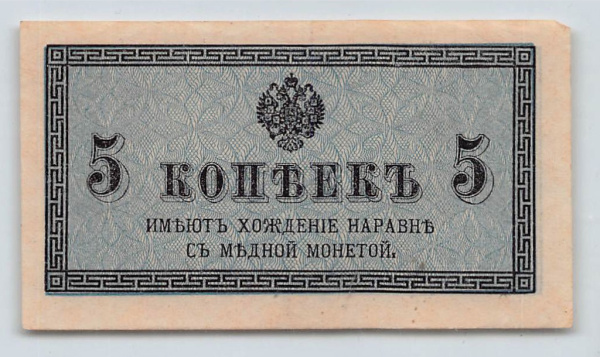 5 КОПѢЕКЪ 5
ИМѢЮТЪ ХОЖДЕНІЕ НАРАВНѢ
СЪ МѢДНОЙ МОНЕТОЙ.